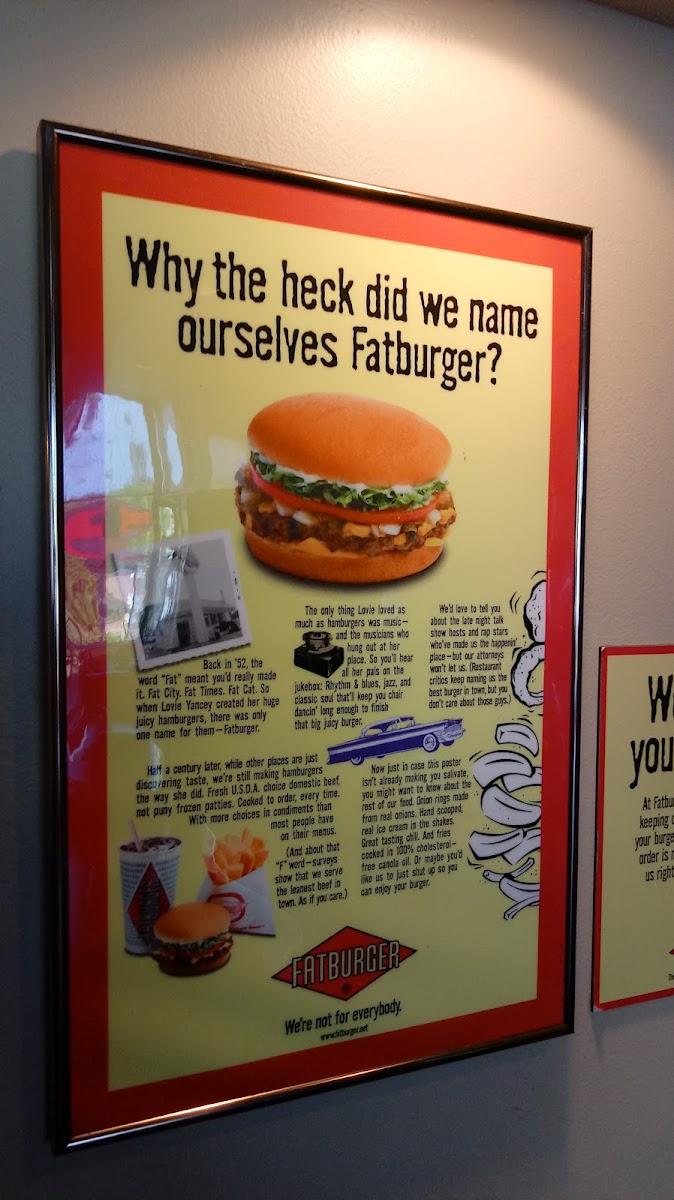 Why the heck did we name
ourselves Fatburger?
Back in '52, the
word "Fat" meant you'd really made
it. Fat City. Fat Times. Fat Cat. So
when Lovie Yancey created her huge
juicy hamburgers, there was only
one name for them—Fatburger.
The only thing Lovie loved as
much as hamburgers was music—
and the musicians who
hung out at her
place. So you'll hear
all her pals on the
jukebox: Rhythm & blues, jazz, and
classic soul that'll keep you chair
dancin' long enough to finish
that big juicy burger.
We'd love to tell you
about the late night talk
show hosts and rap stars
who've made us the happenin'
place—but our attorneys
won't let us. (Restaurant
critics keep naming us the
best burger in town, but you
don't care about those guys.)
Half a century later, while other places are just
discovering taste, we're still making hamburgers
the way she did. Fresh U.S.D.A. choice domestic beef,
not puny frozen patties. Cooked to order, every time.
With more choices in condiments than
most people have
on their menus.
(And about that
"F" word—surveys
show that we serve
the leanest beef in
town. As if you care.)
Now just in case this poster
isn't already making you salivate,
you might want to know about the
rest of our food. Onion rings made
from real onions. Hand scooped,
real ice cream in the shakes.
Great tasting chili. And fries
cooked in 100% cholesterol-
free canola oil. Or maybe you'd
like us to just shut up so you
can enjoy your burger.
FATBURGER
FATBURGER
We're not for everybody.
www.fatburger.net
you
At Fatbu
keeping
your burge
order is
us right